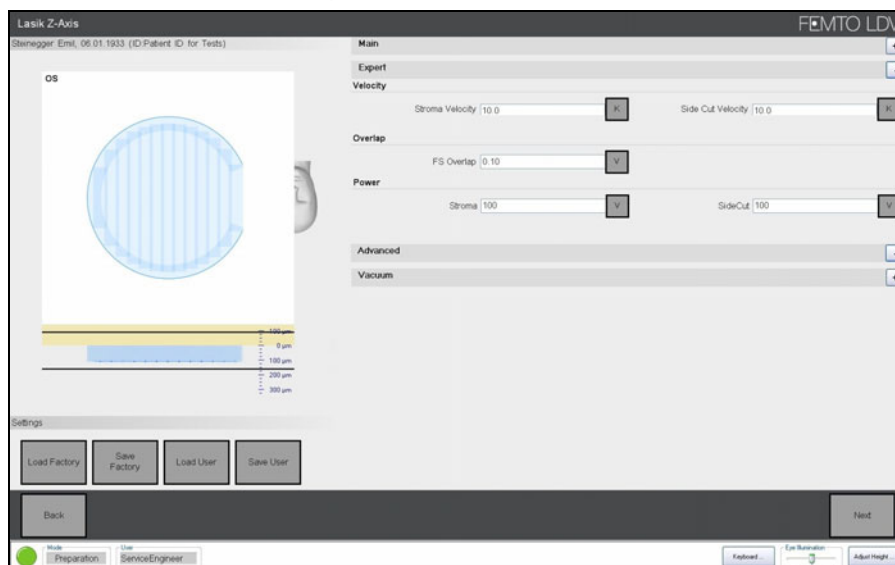 Lasik Z-Axis
FEMTO LDV
Steinegger Emil, 06.01.1933 (ID:Patient ID for Tests)
OS
100 µm
0 µm
100 µm
200 µm
300 µm
Main
Expert
Velocity
Stroma Velocity 10.0 K
Side Cut Velocity 10.0 K
Overlap
FS Overlap 0.10 V
Power
Stroma 100 V
SideCut 100 V
Advanced
Vacuum
Settings
Load Factory
Save Factory
Load User
Save User
Back
Next
Mode
Preparation
User
ServiceEngineer
Keyboard...
Eye Illumination
Adjust Height...